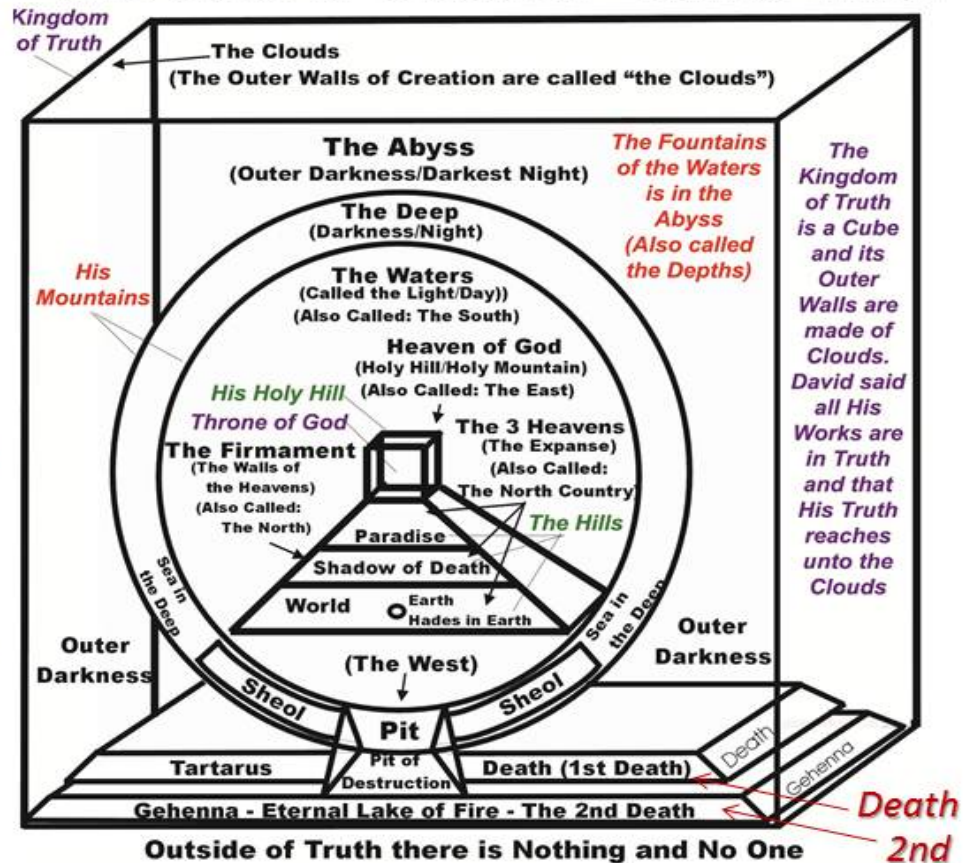 Kingdom
of Truth
The Clouds
(The Outer Walls of Creation are called “the Clouds”)
The Abyss
(Outer Darkness/Darkest Night)
The Fountains
of the Waters
is in the
Abyss
(Also called
the Depths)
The
Kingdom
of Truth
is a Cube
and its
Outer
Walls are
made of
Clouds.
David said
all His
Works are
in Truth
and that
His Truth
reaches
unto the
Clouds
The Deep
(Darkness/Night)
His
Mountains
The Waters
(Called the Light/Day))
(Also Called: The South)
Heaven of God
(Holy Hill/Holy Mountain)
(Also Called: The East)
His Holy Hill
Throne of God
The Firmament
(The Walls of
the Heavens)
(Also Called:
The North)
The 3 Heavens
(The Expanse)
(Also Called:
The North Country)
The Hills
Paradise
Shadow of Death
World
Earth
Hades in Earth
Sea in
the Deep
Sea in
the Deep
Outer
Darkness
Outer
Darkness
(The West)
Sheol
Sheol
Pit
Pit of
Destruction
Tartarus
Death (1st Death)
Death
Gehenna
Gehenna - Eternal Lake of Fire - The 2nd Death
Death
2nd
Outside of Truth there is Nothing and No One